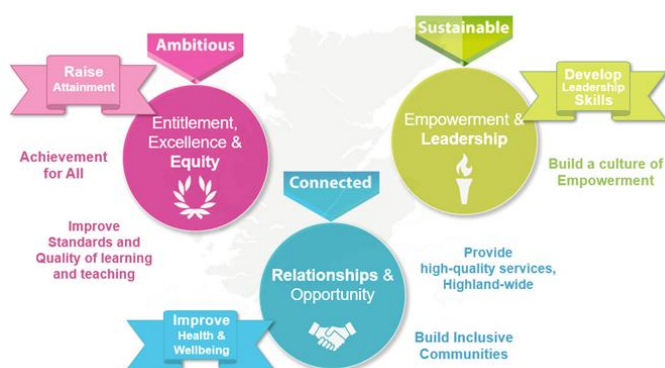 Ambitious
Raise
Attainment
Entitlement,
Excellence &
Equity
Achievement
for All
Improve
Standards and
Quality of learning
and teaching
Sustainable
Develop
Leadership
Skills
Empowerment &
Leadership
Build a culture of
Empowerment
Connected
Relationships &
Opportunity
Improve
Health &
Wellbeing
Provide
high-quality services,
Highland-wide
Build Inclusive
Communities